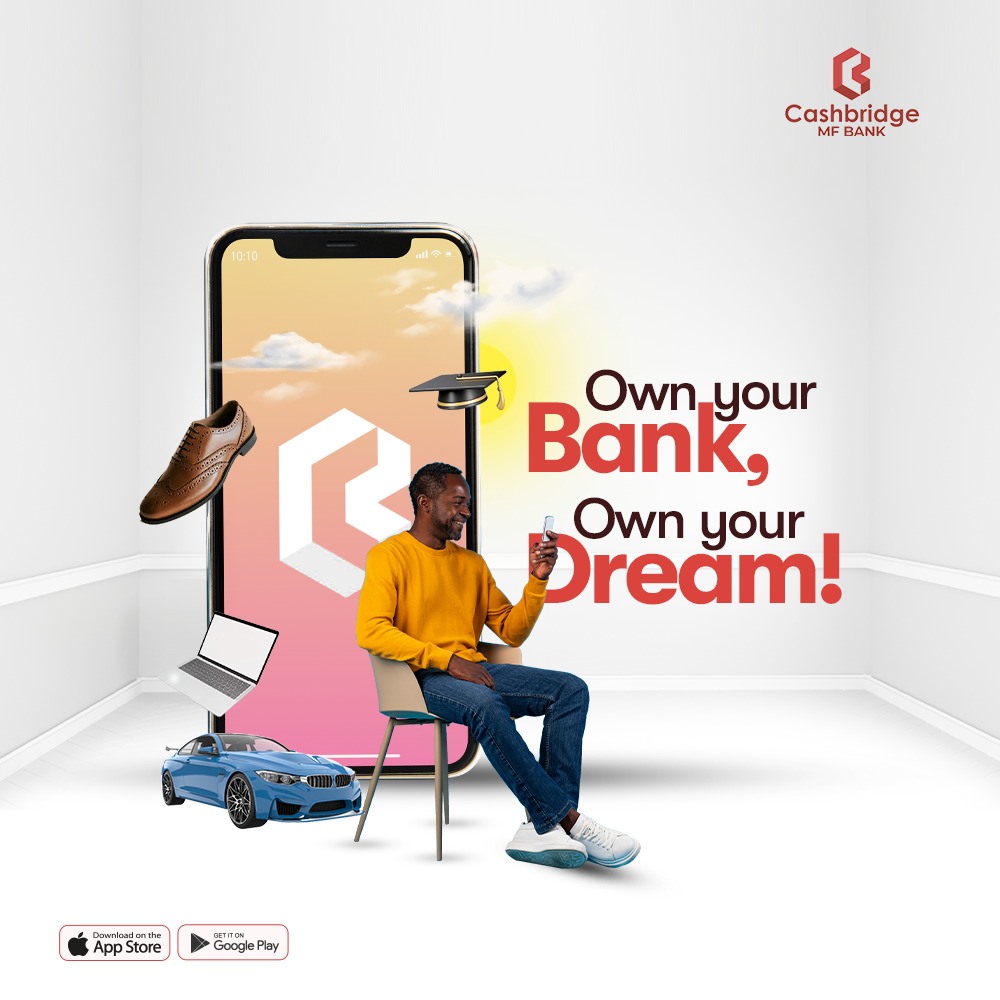 Cashbridge
MF BANK
10:10
Own your
Bank,
Own your
Dream!
Download on the
App Store
GET IT ON
Google Play